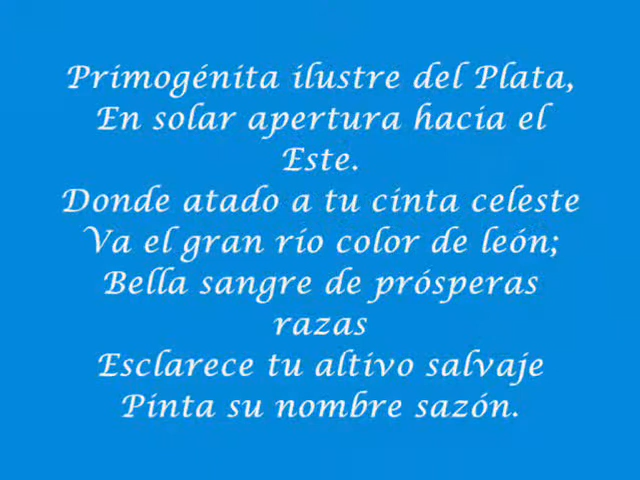 Primogénita ilustre del Plata,
En solar apertura hacia el
Este.
Donde atado a tu cinta celeste
Va el gran río color de león;
Bella sangre de prósperas
razas
Esclarece tu altivo salvaje
Pinta su nombre sazón.